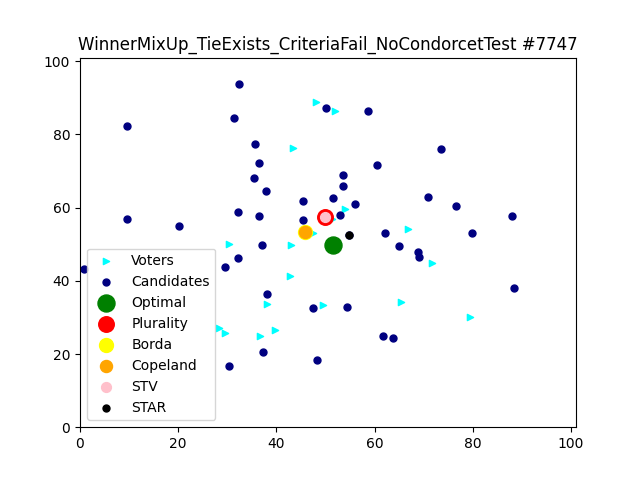 WinnerMixUp_TieExists_CriteriaFail_NoCondorcetTest #7747
100
80
60
40
20
0
Voters
Candidates
Optimal
Plurality
Borda
Copeland
STV
STAR
0 20 40 60 80 100